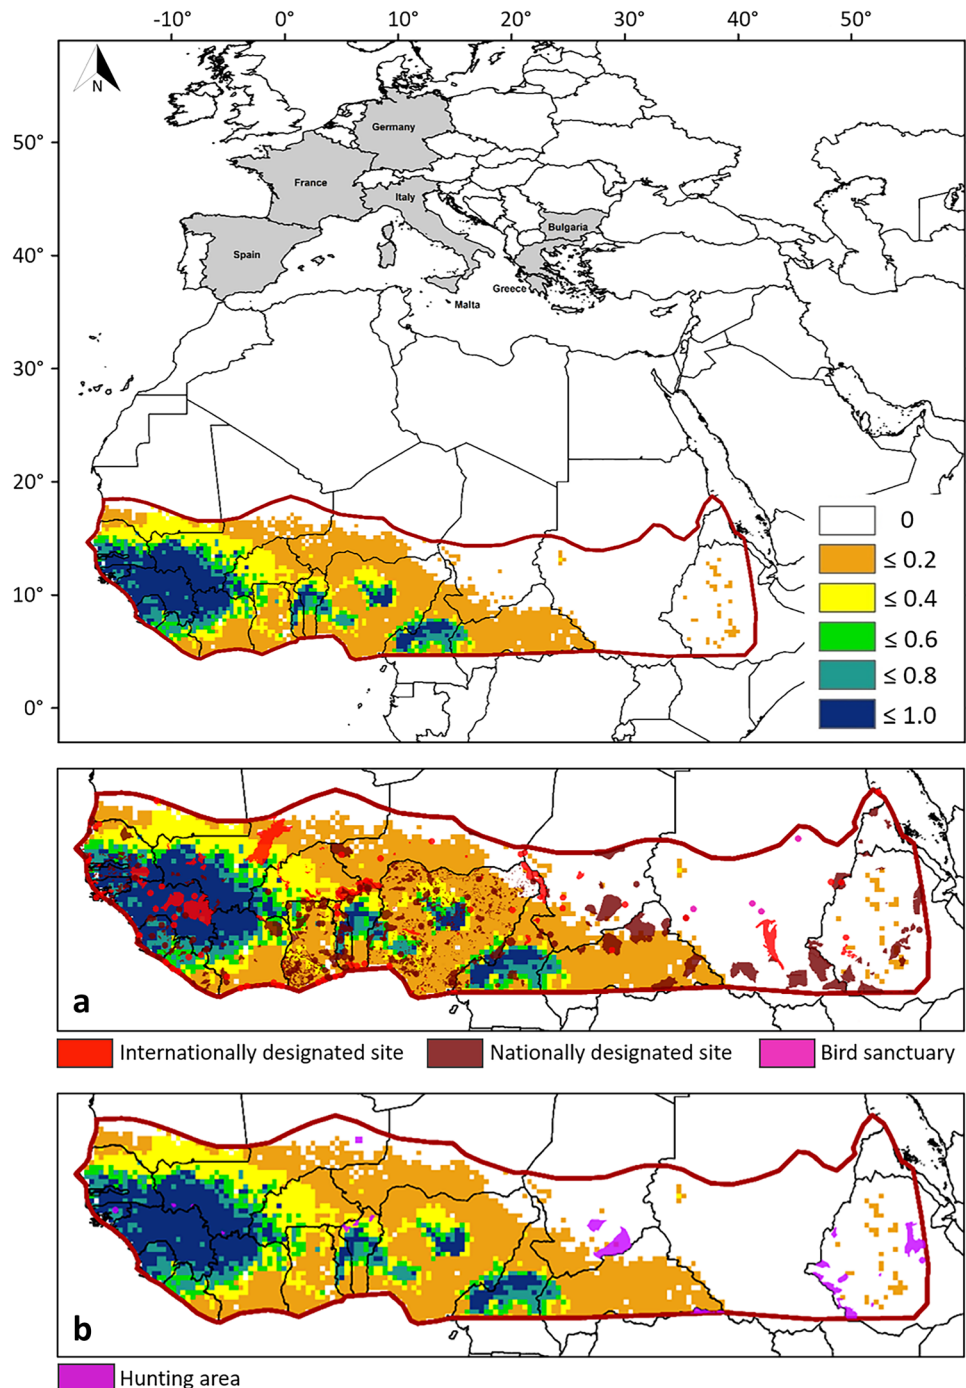 -10° 0° 10° 20° 30° 40° 50°
N
Germany
50°
France
Italy
Bulgaria
Spain
40°
Greece
Malta
30°
20°
0
≤ 0.2
10°
≤ 0.4
≤ 0.6
≤ 0.8
0°
≤ 1.0
a
Internationally designated site Nationally designated site Bird sanctuary
b
Hunting area